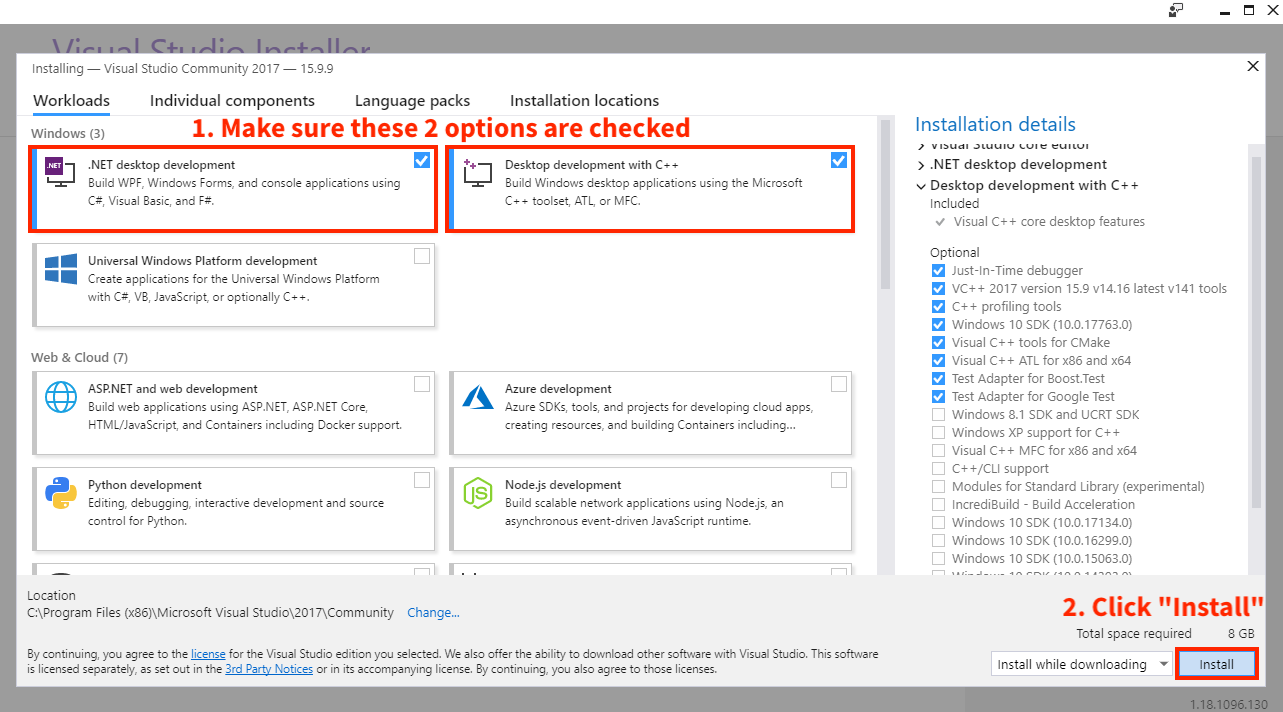 Visual Studio Installer
Installing — Visual Studio Community 2017 — 15.9.9
Workloads
Individual components
Language packs
Installation locations
1. Make sure these 2 options are checked
Windows (3)
.NET
.NET desktop development
Build WPF, Windows Forms, and console applications using
C#, Visual Basic, and F#.
Desktop development with C++
Build Windows desktop applications using the Microsoft
C++ toolset, ATL, or MFC.
Universal Windows Platform development
Create applications for the Universal Windows Platform
with C#, VB, JavaScript, or optionally C++.
Web & Cloud (7)
ASP.NET and web development
Build web applications using ASP.NET, ASP.NET Core,
HTML/JavaScript, and Containers including Docker support.
Azure development
Azure SDKs, tools, and projects for developing cloud apps,
creating resources, and building Containers including...
Python development
Editing, debugging, interactive development and source
control for Python.
JS
Node.js development
Build scalable network applications using Node.js, an
asynchronous event-driven JavaScript runtime.
Installation details
Visual Studio core editor
.NET desktop development
Desktop development with C++
Included
Visual C++ core desktop features
Optional
Just-In-Time debugger
VC++ 2017 version 15.9 v14.16 latest v141 tools
C++ profiling tools
Windows 10 SDK (10.0.17763.0)
Visual C++ tools for CMake
Visual C++ ATL for x86 and x64
Test Adapter for Boost.Test
Test Adapter for Google Test
Windows 8.1 SDK and UCRT SDK
Windows XP support for C++
Visual C++ MFC for x86 and x64
C++/CLI support
Modules for Standard Library (experimental)
IncrediBuild - Build Acceleration
Windows 10 SDK (10.0.17134.0)
Windows 10 SDK (10.0.16299.0)
Windows 10 SDK (10.0.15063.0)
Windows 10 SDK
Location
C:\Program Files (x86)\Microsoft Visual Studio\2017\Community Change...
2. Click "Install"
Total space required 8 GB
By continuing, you agree to the license for the Visual Studio edition you selected. We also offer the ability to download other software with Visual Studio. This software
is licensed separately, as set out in the 3rd Party Notices or in its accompanying license. By continuing, you also agree to those licenses.
Install while downloading
Install
1.18.1096.130